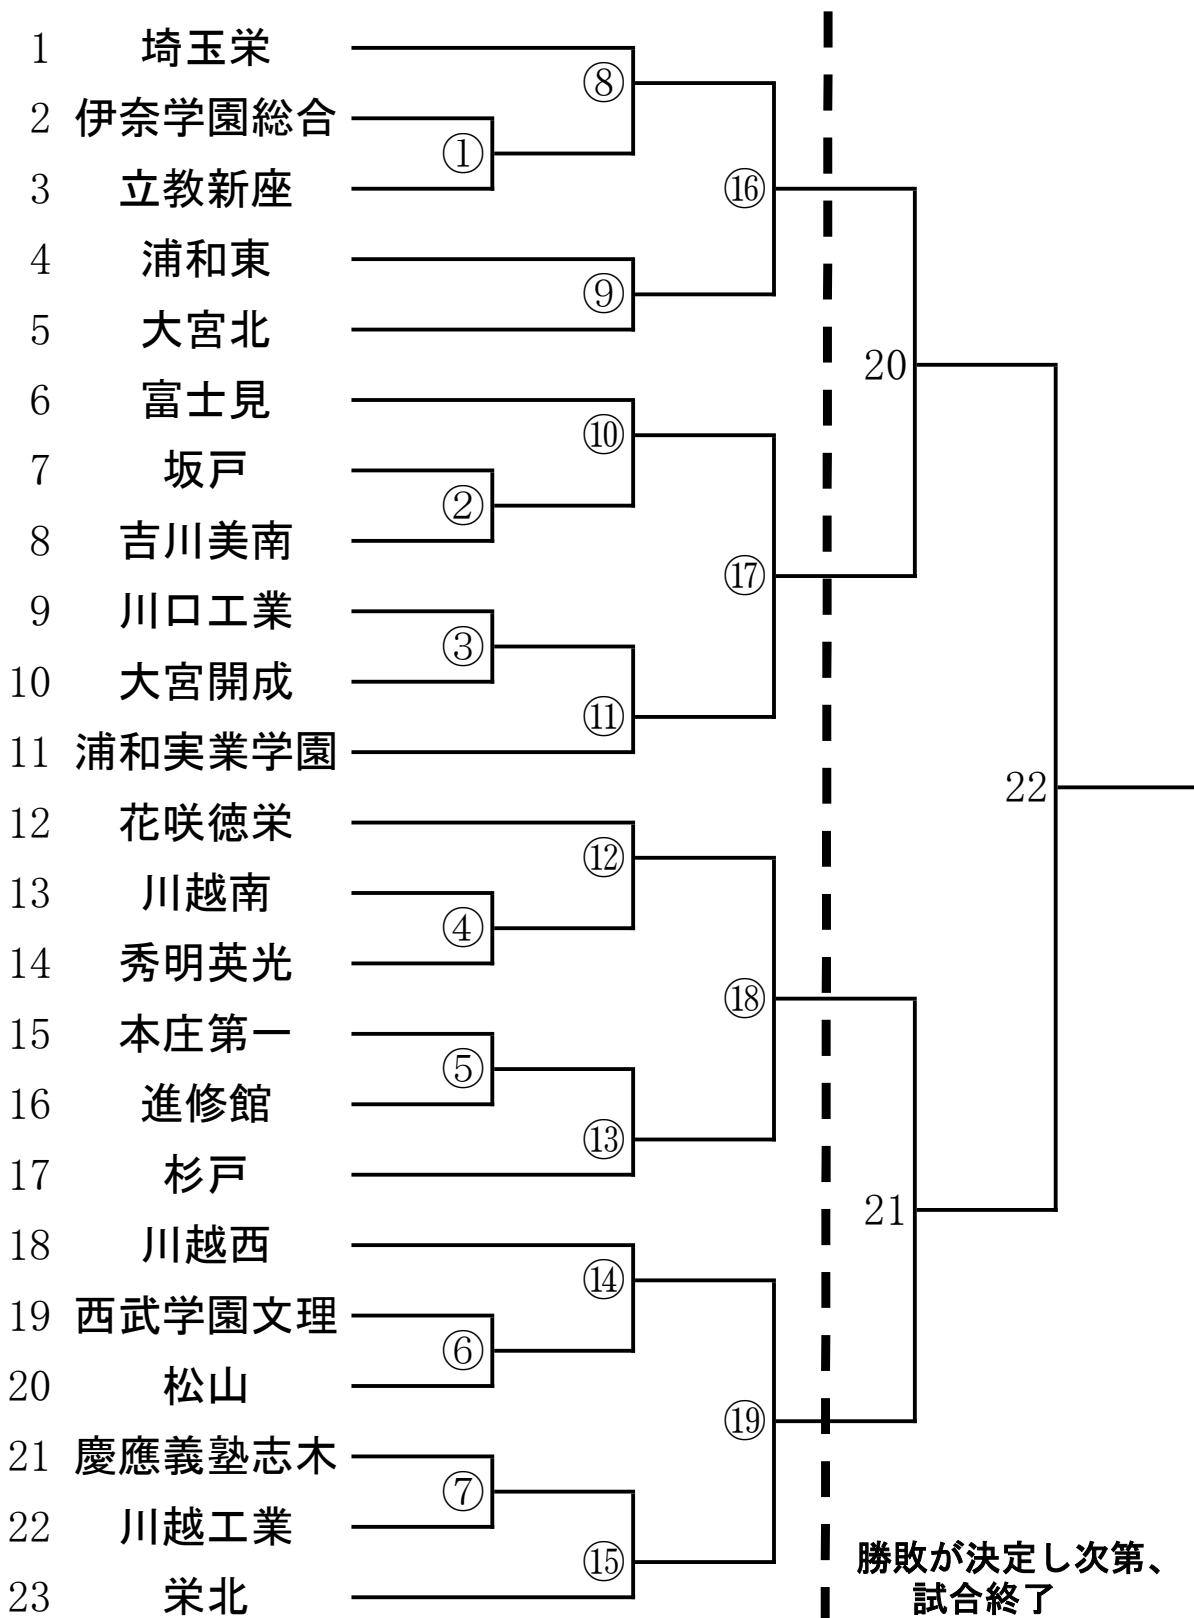 1 埼玉栄
⑧
2 伊奈学園総合
①
3 立教新座
⑯
4 浦和東
⑨
5 大宮北
20
6 富士見
⑩
7 坂戸
②
8 吉川美南
⑰
9 川口工業
③
10 大宮開成
⑪
11 浦和実業学園
22
12 花咲徳栄
⑫
13 川越南
④
14 秀明英光
⑱
15 本庄第一
⑤
16 進修館
⑬
17 杉戸
21
18 川越西
⑭
19 西武学園文理
⑥
20 松山
⑲
21 慶應義塾志木
⑦
22 川越工業
⑮
勝敗が決定し次第、
23 栄北
試合終了